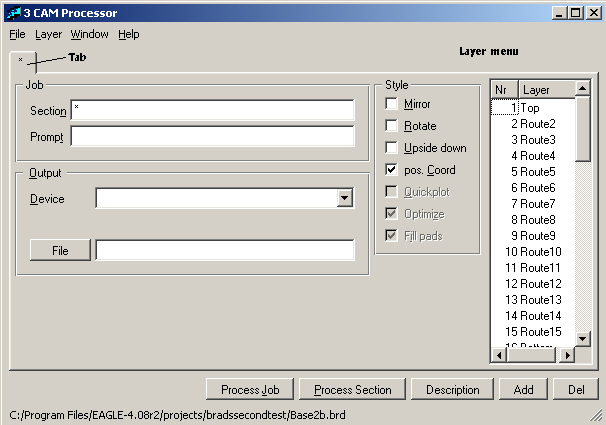 3 CAM Processor
File Layer Window Help
* Tab
Layer menu
Job
Section *
Prompt
Output
Device
File
Style
Mirror
Rotate
Upside down
pos. Coord
Quickplot
Optimize
Fill pads
Nr Layer
1 Top
2 Route2
3 Route3
4 Route4
5 Route5
6 Route6
7 Route7
8 Route8
9 Route9
10 Route10
11 Route11
12 Route12
13 Route13
14 Route14
15 Route15
16 Bottom
Process Job Process Section Description Add Del
C:/Program Files/EAGLE-4.08r2/projects/bradssecondtest/Base2b.brd